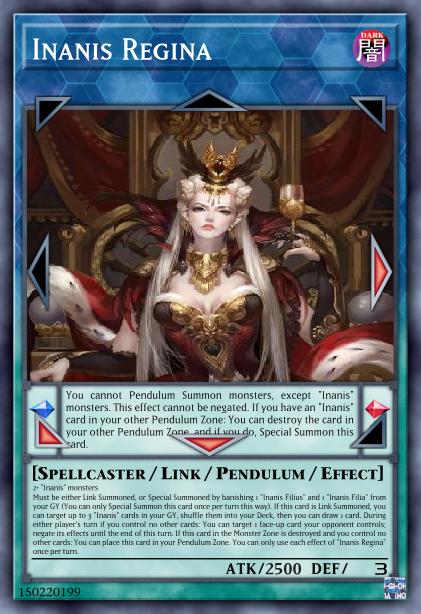 INANIS REGINA
DARK
闇
You cannot Pendulum Summon monsters, except "Inanis"
monsters. This effect cannot be negated. If you have an "Inanis"
card in your other Pendulum Zone: You can destroy the card in
your other Pendulum Zone, and if you do, Special Summon this
card.
[SPELLCASTER / LINK / PENDULUM / EFFECT]
2+ "Inanis" monsters
Must be either Link Summoned, or Special Summoned by banishing 1 "Inanis Filius" and 1 "Inanis Filia" from
your GY (You can only Special Summon this card once per turn this way). If this card is Link Summoned, you
can target up to 3 "Inanis" cards in your GY, shuffle them into your Deck, then you can draw 1 card. During
either player's turn if you control no other cards: You can target 1 face-up card your opponent controls;
negate its effects until the end of this turn. If this card in the Monster Zone is destroyed and you control no
other cards: You can place this card in your Pendulum Zone. You can only use each effect of "Inanis Regina"
once per turn.
ATK/2500 DEF/ 3
150220199